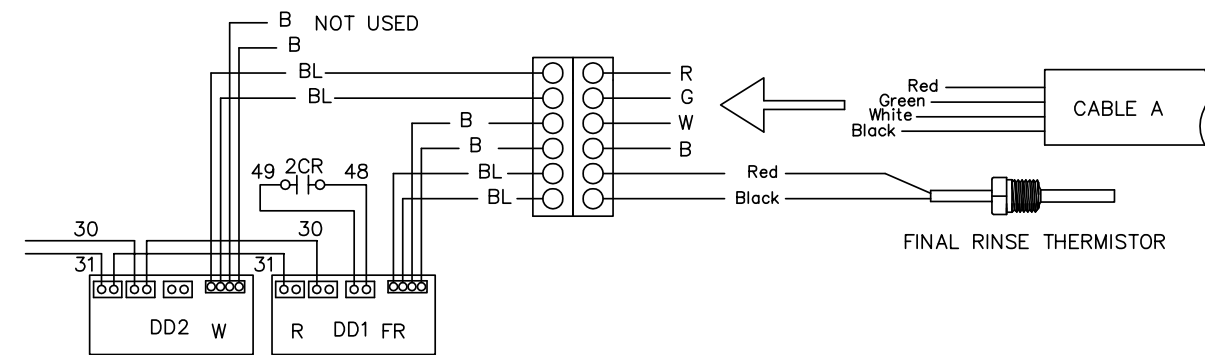 B NOT USED
B
BL
BL
B
B
BL
BL
R
G
W
B
Red
Green
White
Black
CABLE A
Red
Black
FINAL RINSE THERMISTOR
49 2CR 48
30
30
31
31
DD2 W
R DD1 FR